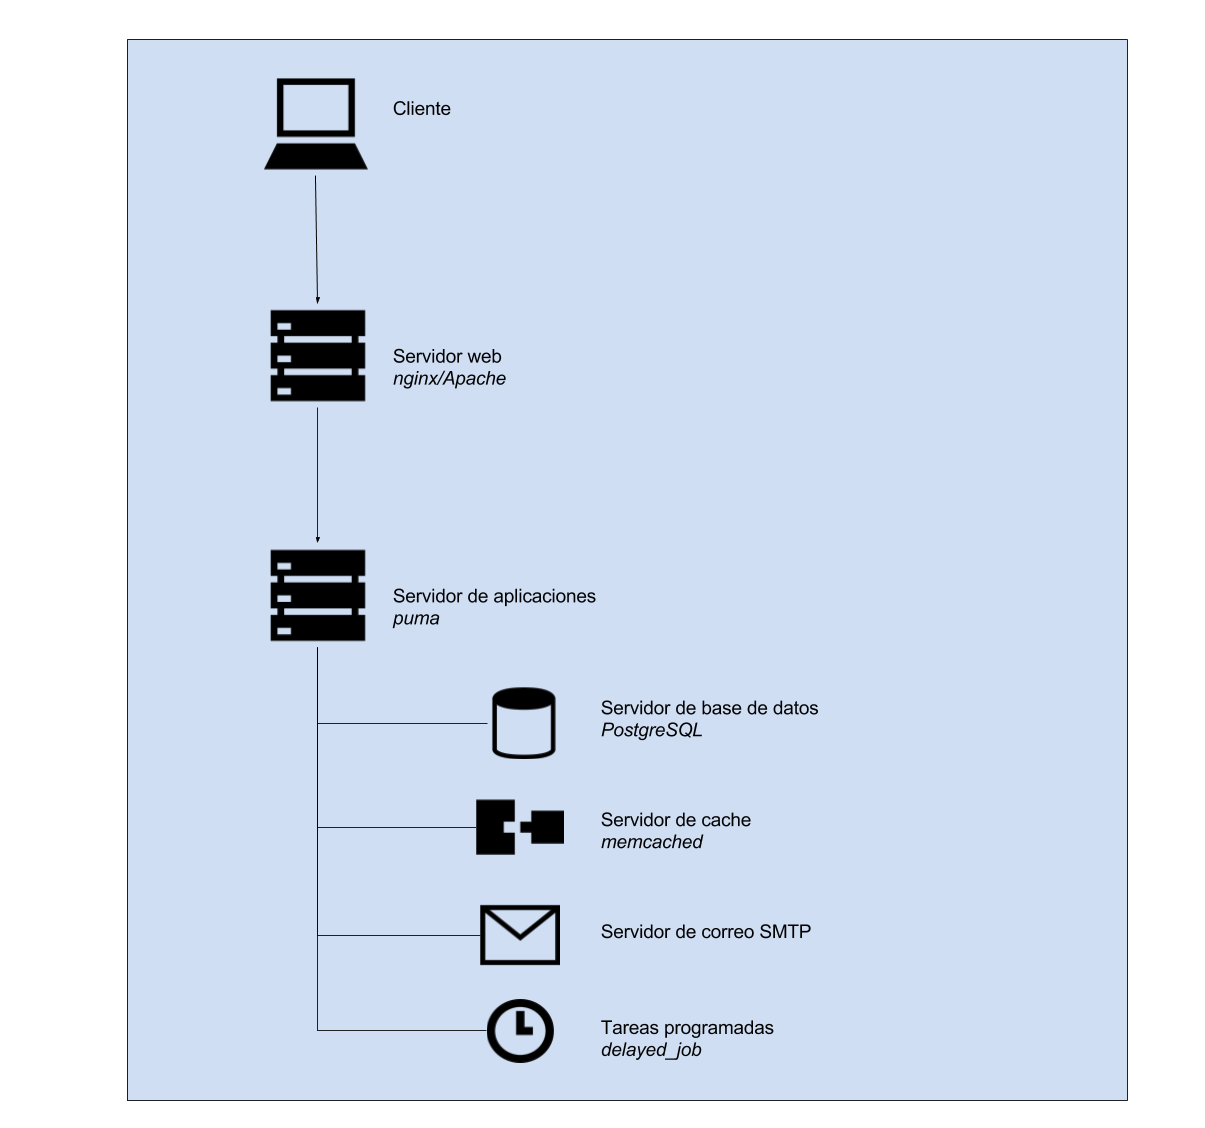 Cliente
Servidor web
nginx/Apache
Servidor de aplicaciones
puma
Servidor de base de datos
PostgreSQL
Servidor de cache
memcached
Servidor de correo SMTP
Tareas programadas
delayed_job